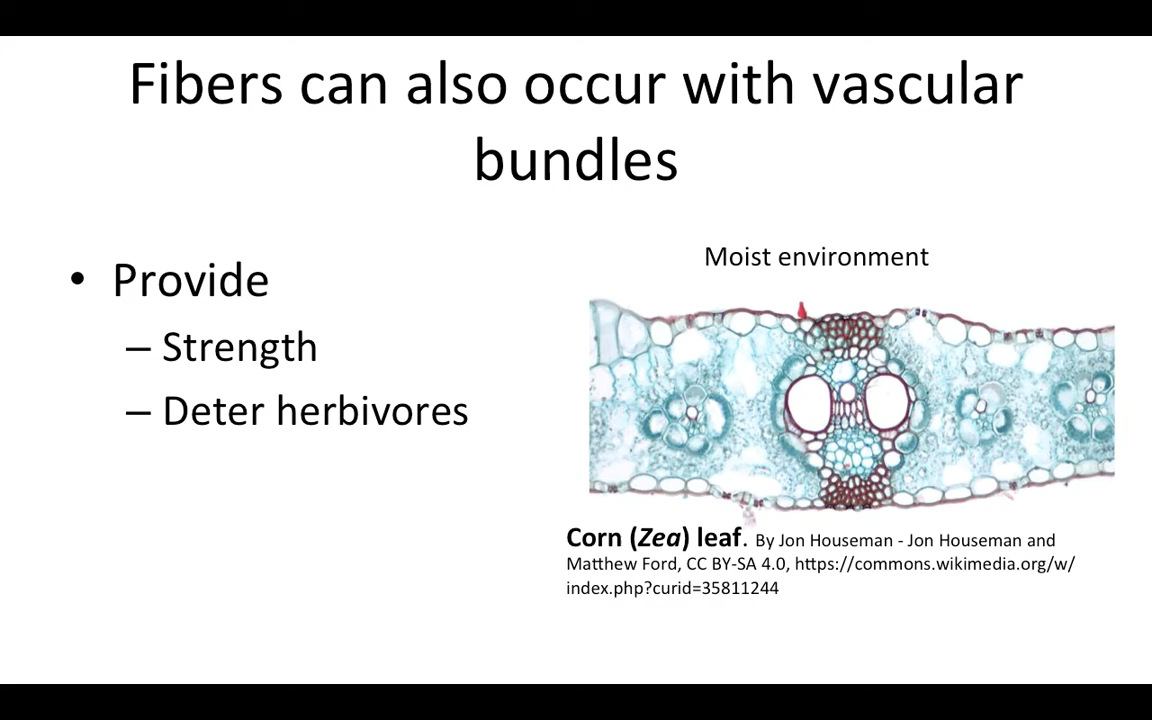 Fibers can also occur with vascular
bundles
• Provide
– Strength
– Deter herbivores
Moist environment
Corn (Zea) leaf. By Jon Houseman - Jon Houseman and
Matthew Ford, CC BY-SA 4.0, https://commons.wikimedia.org/w/
index.php?curid=35811244